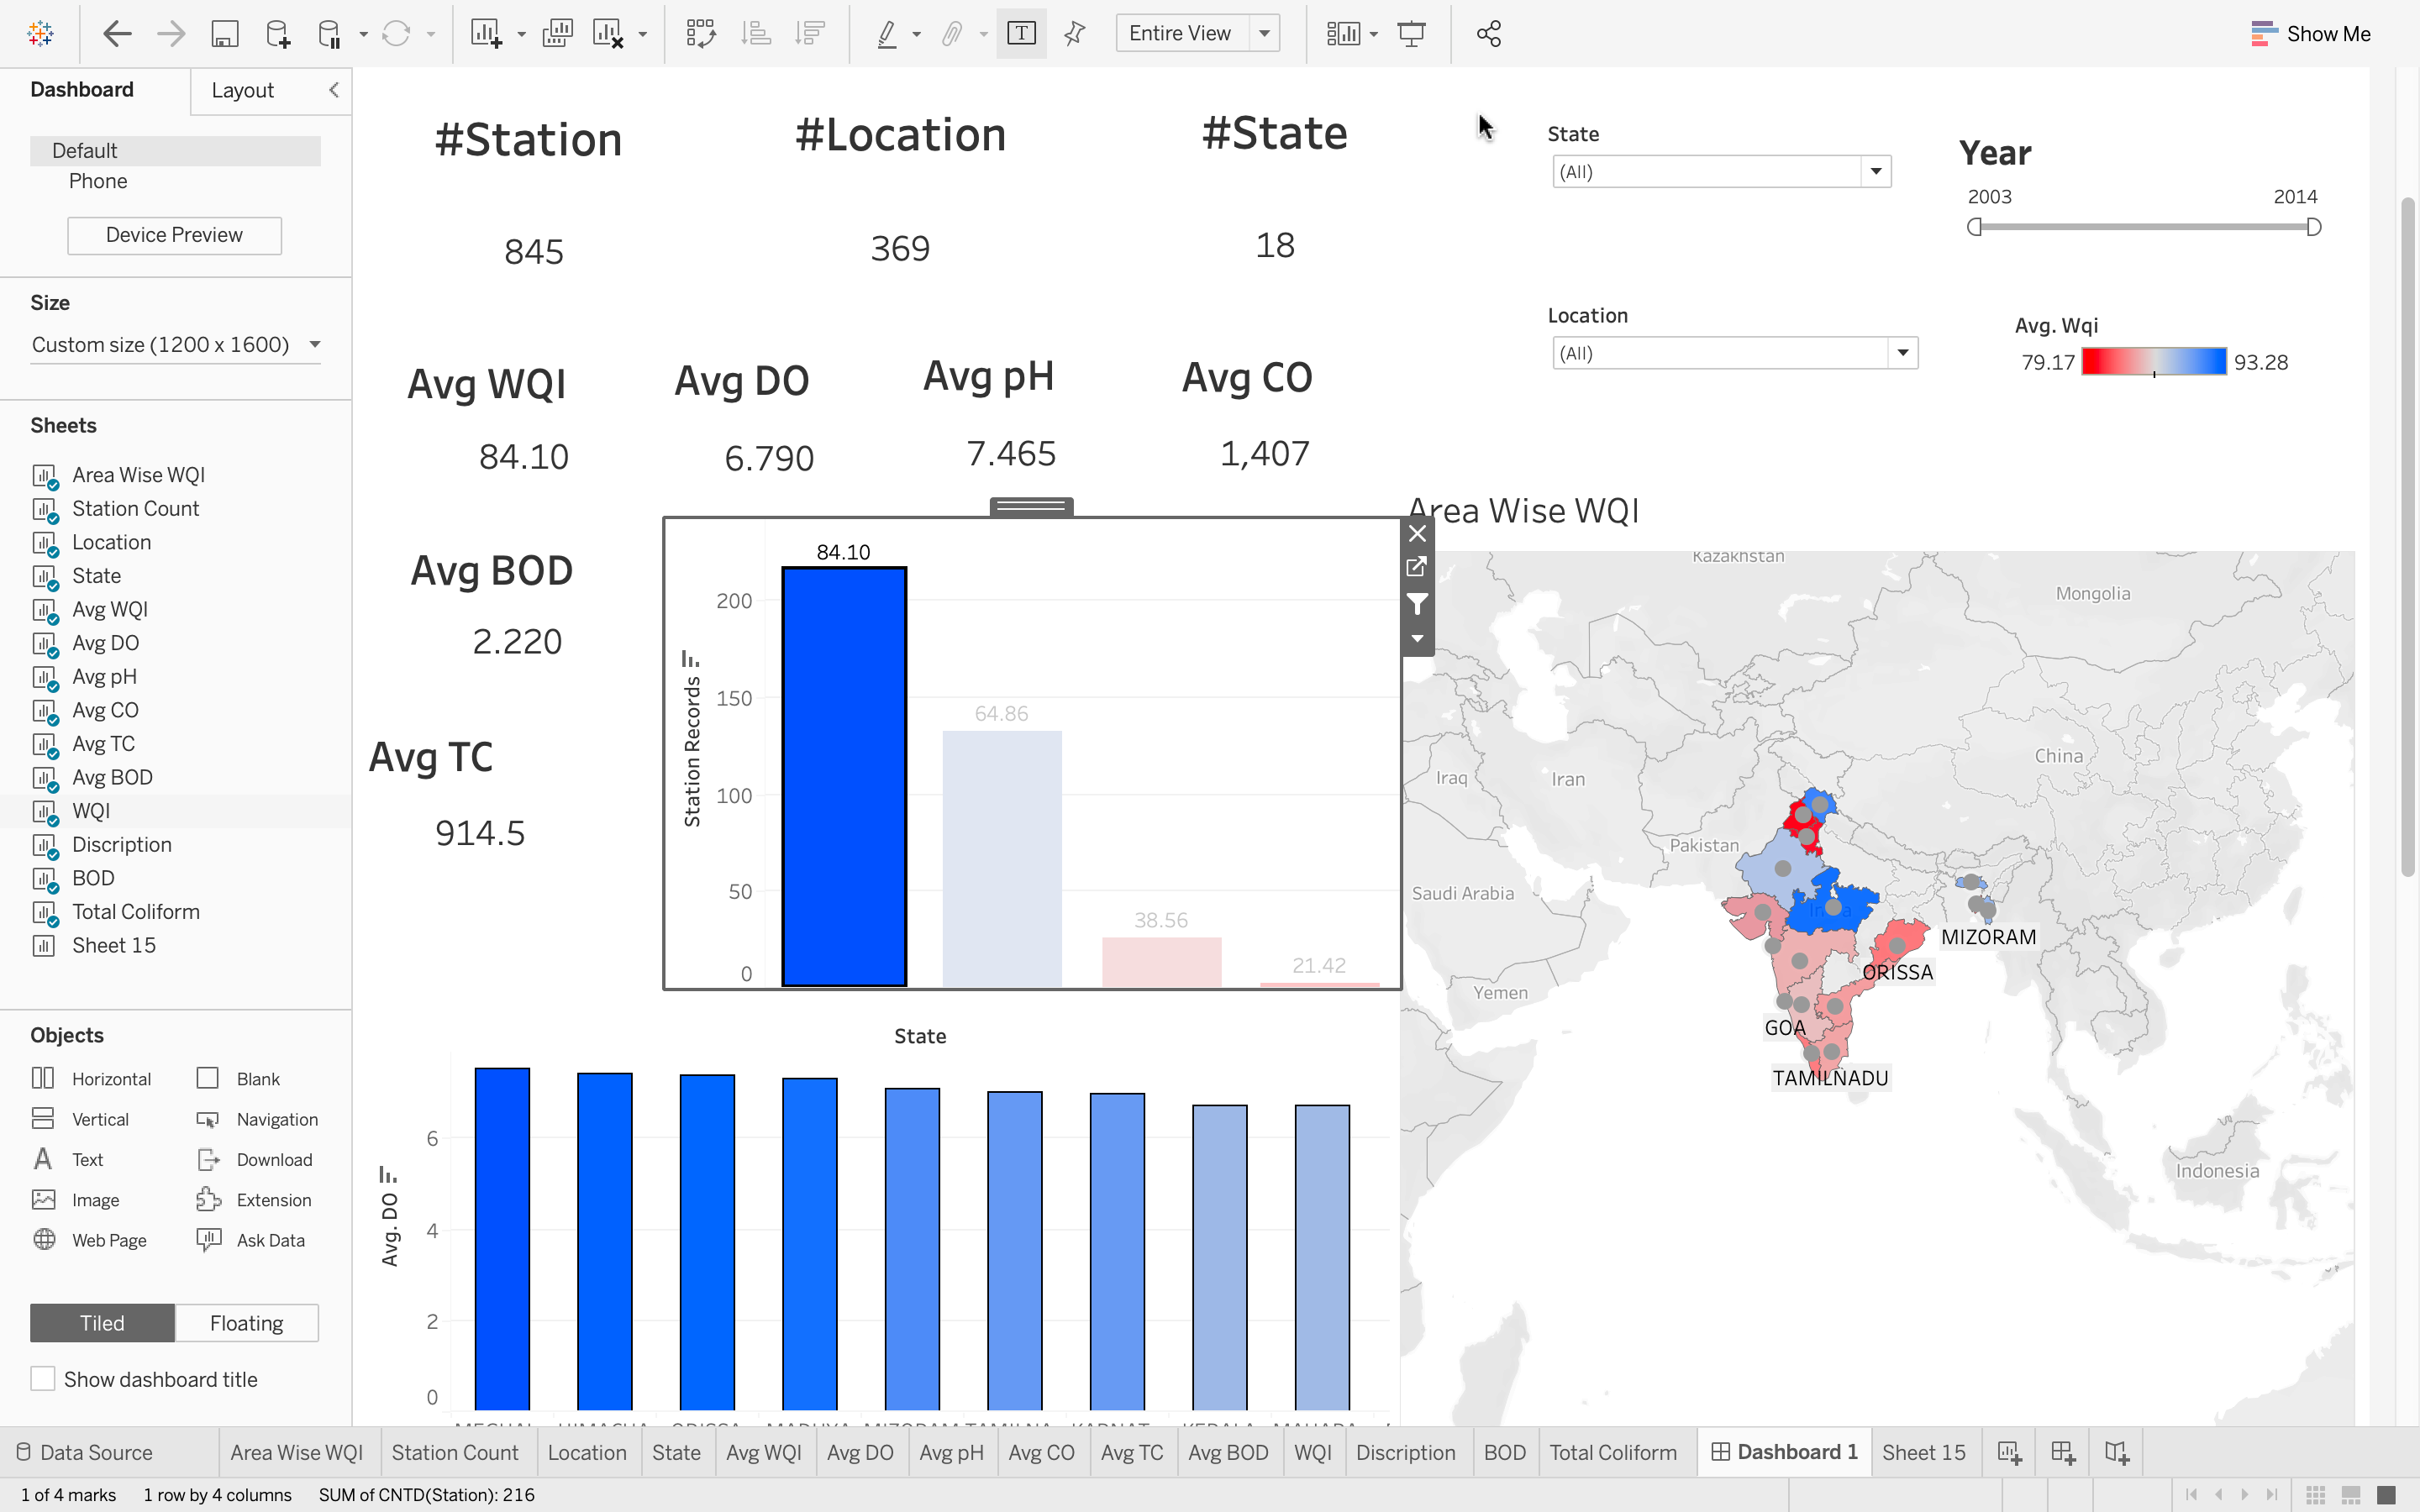 Entire View
Show Me
Dashboard
Layout
Default
Phone
Device Preview
Size
Custom size (1200 x 1600)
Sheets
Area Wise WQI
Station Count
Location
State
Avg WQI
Avg DO
Avg pH
Avg CO
Avg TC
Avg BOD
WQI
Discription
BOD
Total Coliform
Sheet 15
Objects
Horizontal
Blank
Vertical
Navigation
Text
Download
Image
Extension
Web Page
Ask Data
Tiled
Floating
Show dashboard title
#Station
#Location
#State
845
369
18
State
(All)
Year
2003
2014
Location
(All)
Avg. Wqi
79.17
93.28
Avg WQI
Avg DO
Avg pH
Avg CO
84.10
6.790
7.465
1,407
Avg BOD
2.220
Avg TC
914.5
84.10
64.86
38.56
21.42
Station Records
200
150
100
50
0
State
Avg. DO
6
4
2
0
Area Wise WQI
Kazakhstan
Mongolia
China
Iraq
Iran
Pakistan
Saudi Arabia
India
Yemen
MIZORAM
ORISSA
GOA
TAMILNADU
Indonesia
Data Source
Area Wise WQI
Station Count
Location
State
Avg WQI
Avg DO
Avg pH
Avg CO
Avg TC
Avg BOD
WQI
Discription
BOD
Total Coliform
Dashboard 1
Sheet 15
1 of 4 marks
1 row by 4 columns
SUM of CNTD(Station): 216